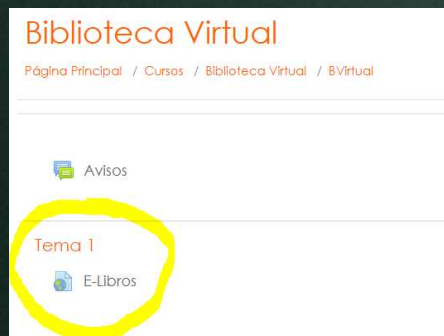 Biblioteca Virtual
Página Principal / Cursos / Biblioteca Virtual / BVirtual
Avisos
Tema 1
E-Libros